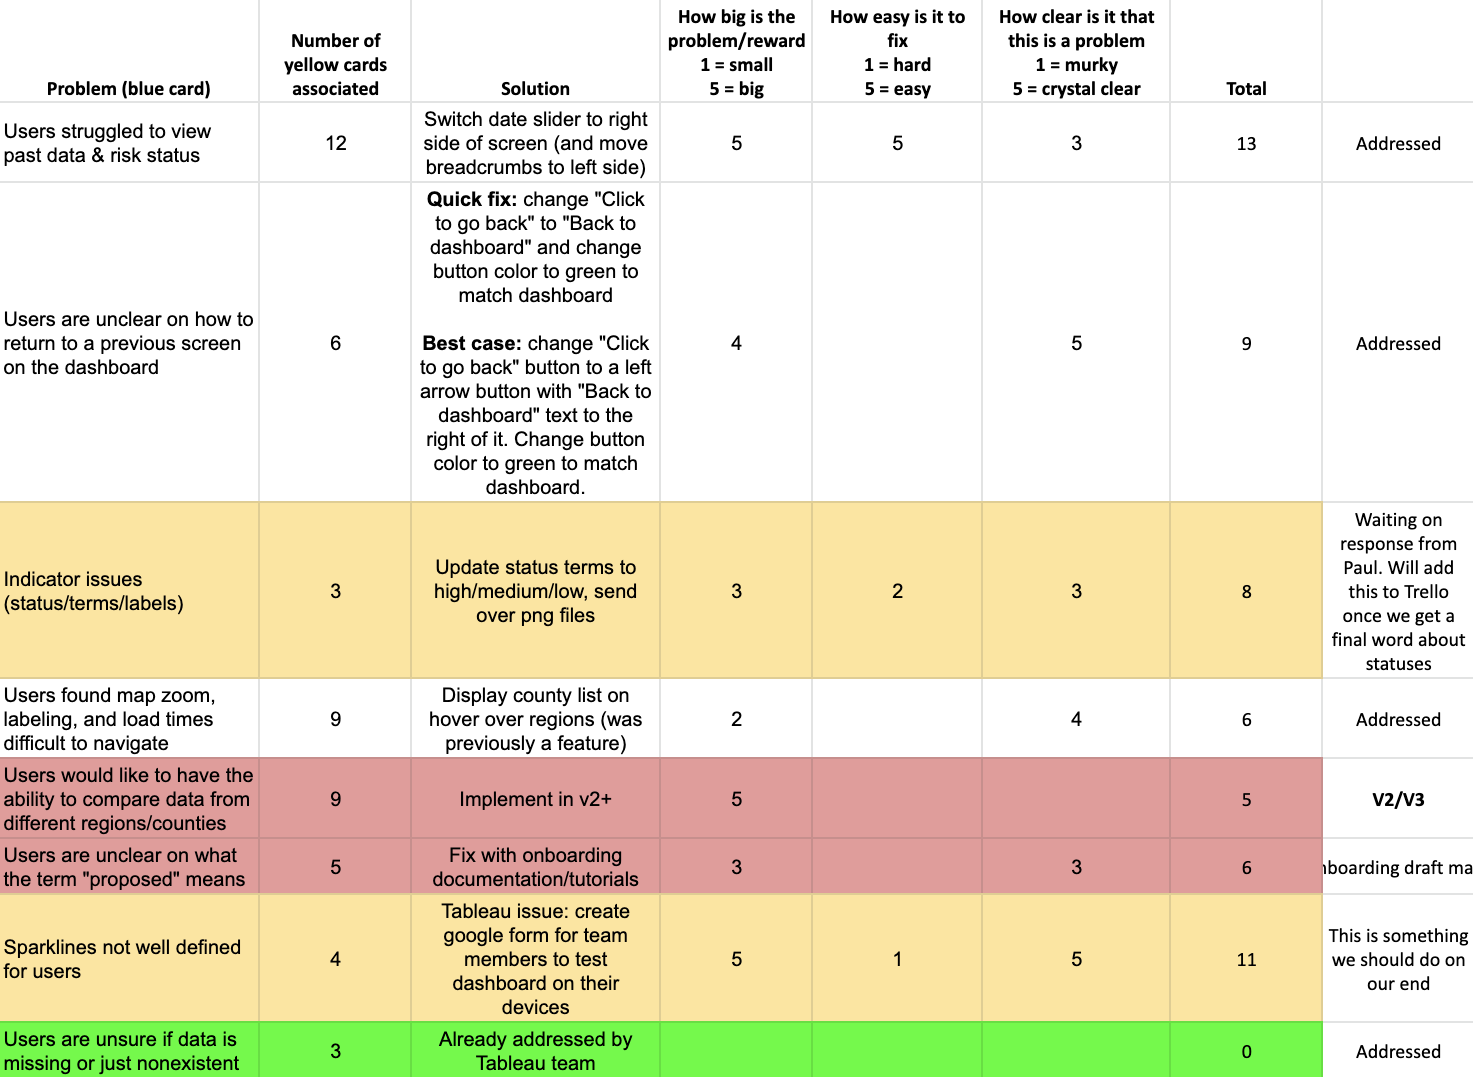 Problem (blue card)
Number of
yellow cards
associated
Solution
How big is the
problem/reward
1 = small
5 = big
How easy is it to
fix
1 = hard
5 = easy
How clear is it that
this is a problem
1 = murky
5 = crystal clear
Total
Users struggled to view
past data & risk status
12
Switch date slider to right
side of screen (and move
breadcrumbs to left side)
5
5
3
13
Addressed
Users are unclear on how to
return to a previous screen
on the dashboard
6
Quick fix: change "Click
to go back" to "Back to
dashboard" and change
button color to green to
match dashboard
Best case: change "Click
to go back" button to a left
arrow button with "Back to
dashboard" text to the
right of it. Change button
color to green to match
dashboard.
4
5
9
Addressed
Indicator issues
(status/terms/labels)
3
Update status terms to
high/medium/low, send
over png files
3
2
3
8
Waiting on
response from
Paul. Will add
this to Trello
once we get a
final word about
statuses
Users found map zoom,
labeling, and load times
difficult to navigate
9
Display county list on
hover over regions (was
previously a feature)
2
4
6
Addressed
Users would like to have the
ability to compare data from
different regions/counties
9
Implement in v2+
5
5
V2/V3
Users are unclear on what
the term "proposed" means
5
Fix with onboarding
documentation/tutorials
3
3
6
nboarding draft ma
Sparklines not well defined
for users
4
Tableau issue: create
google form for team
members to test
dashboard on their
devices
5
1
5
11
This is something
we should do on
our end
Users are unsure if data is
missing or just nonexistent
3
Already addressed by
Tableau team
0
Addressed